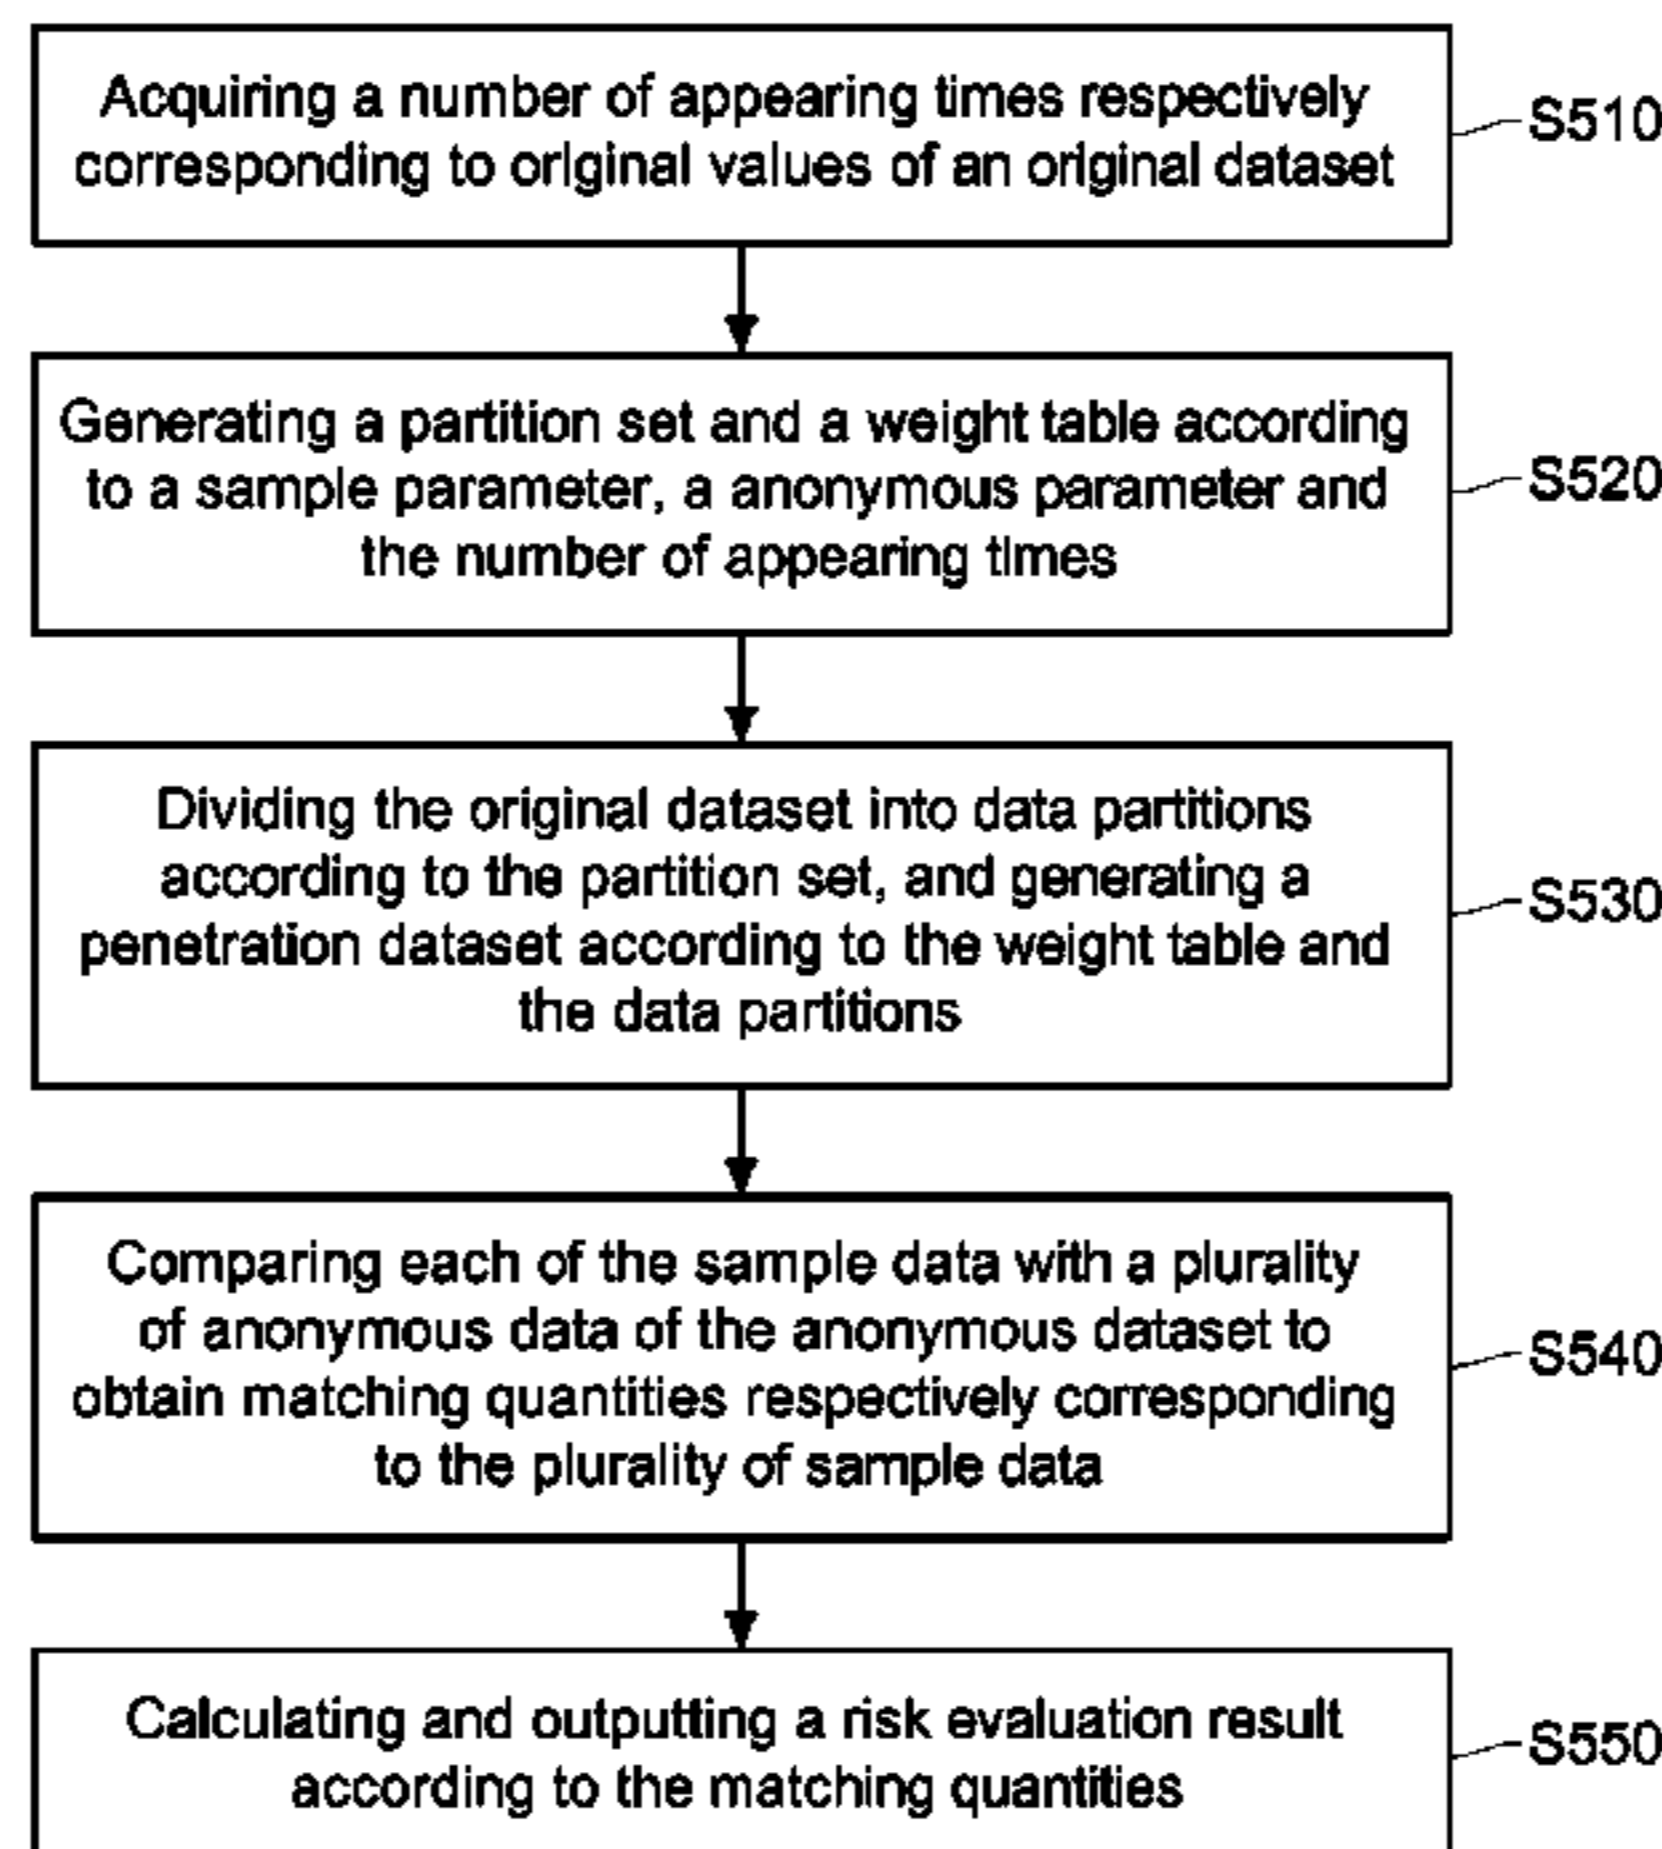 Acquiring a number of appearing times respectively
corresponding to original values of an original dataset
S510
Generating a partition set and a weight table according
to a sample parameter, a anonymous parameter and
the number of appearing times
S520
Dividing the original dataset into data partitions
according to the partition set, and generating a
penetration dataset according to the weight table and
the data partitions
S530
Comparing each of the sample data with a plurality
of anonymous data of the anonymous dataset to
obtain matching quantities respectively corresponding
to the plurality of sample data
S540
Calculating and outputting a risk evaluation result
according to the matching quantities
S550